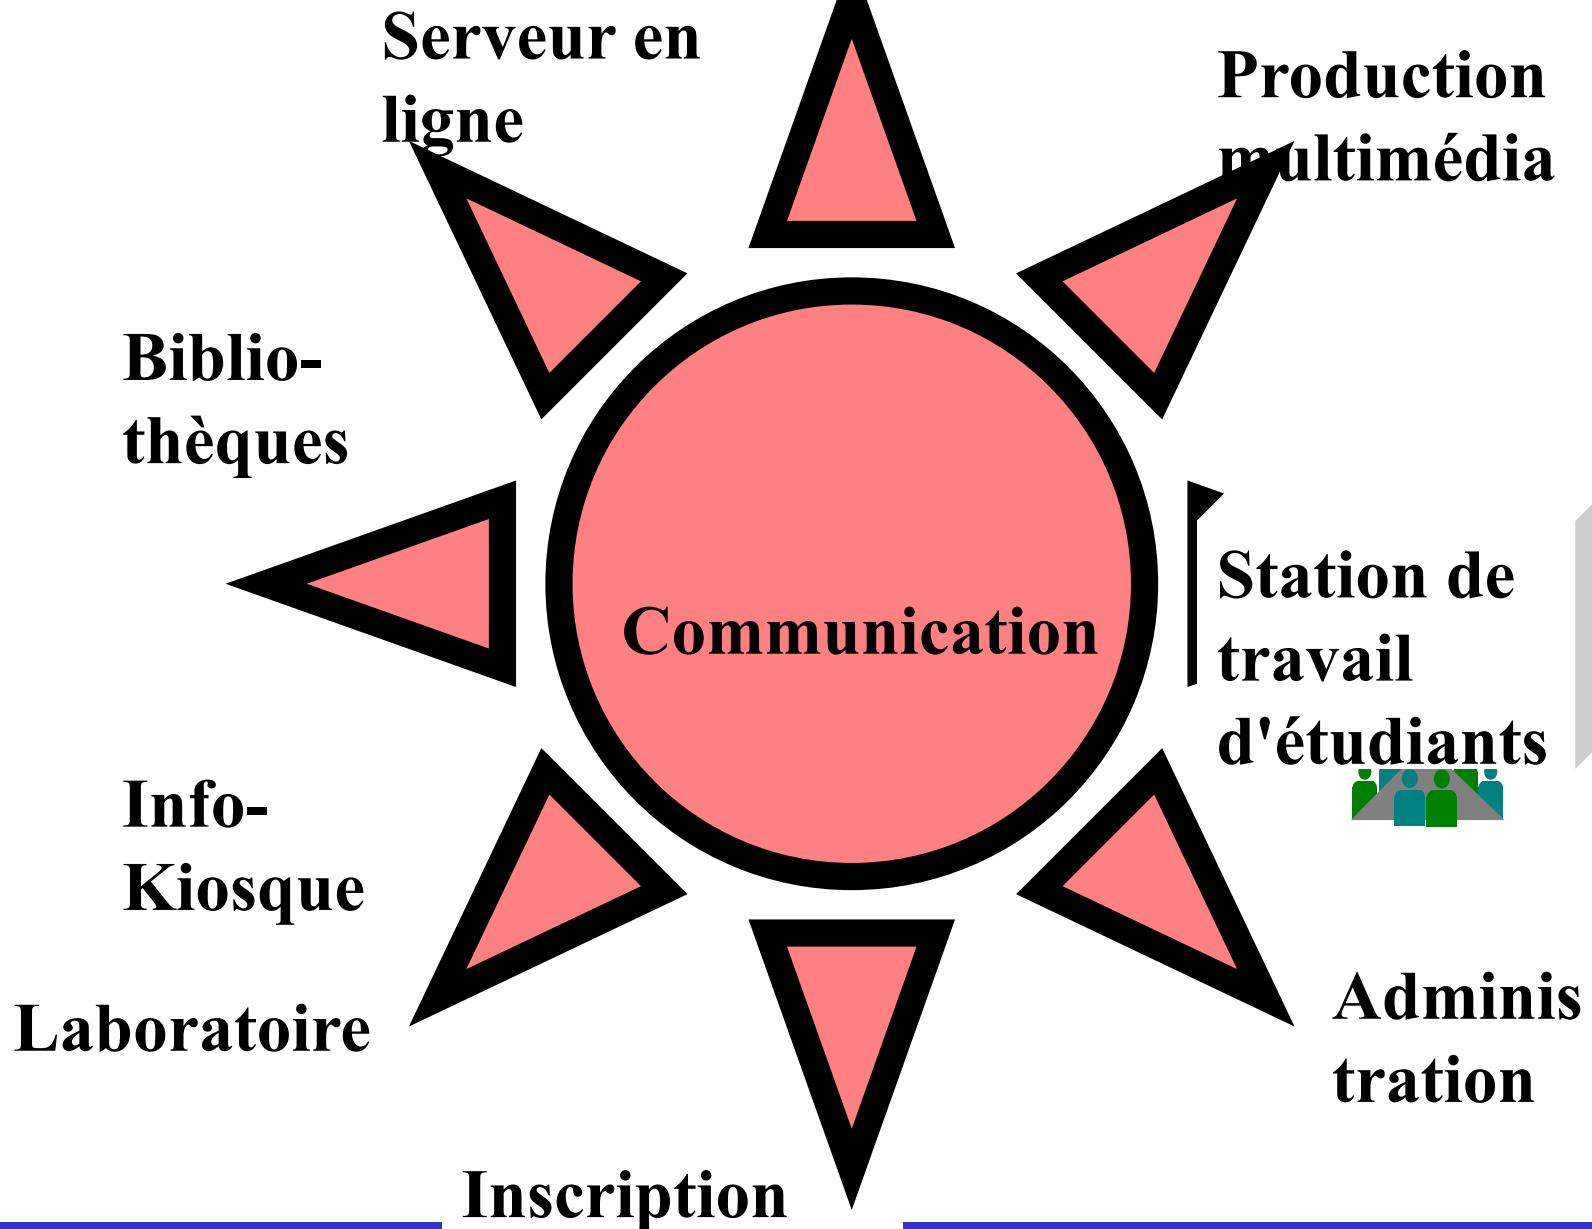 Serveur en
ligne
Production
multimédia
Biblio-
thèques
Communication
Station de
travail
d'étudiants
Info-
Kiosque
Laboratoire
Adminis
tration
Inscription